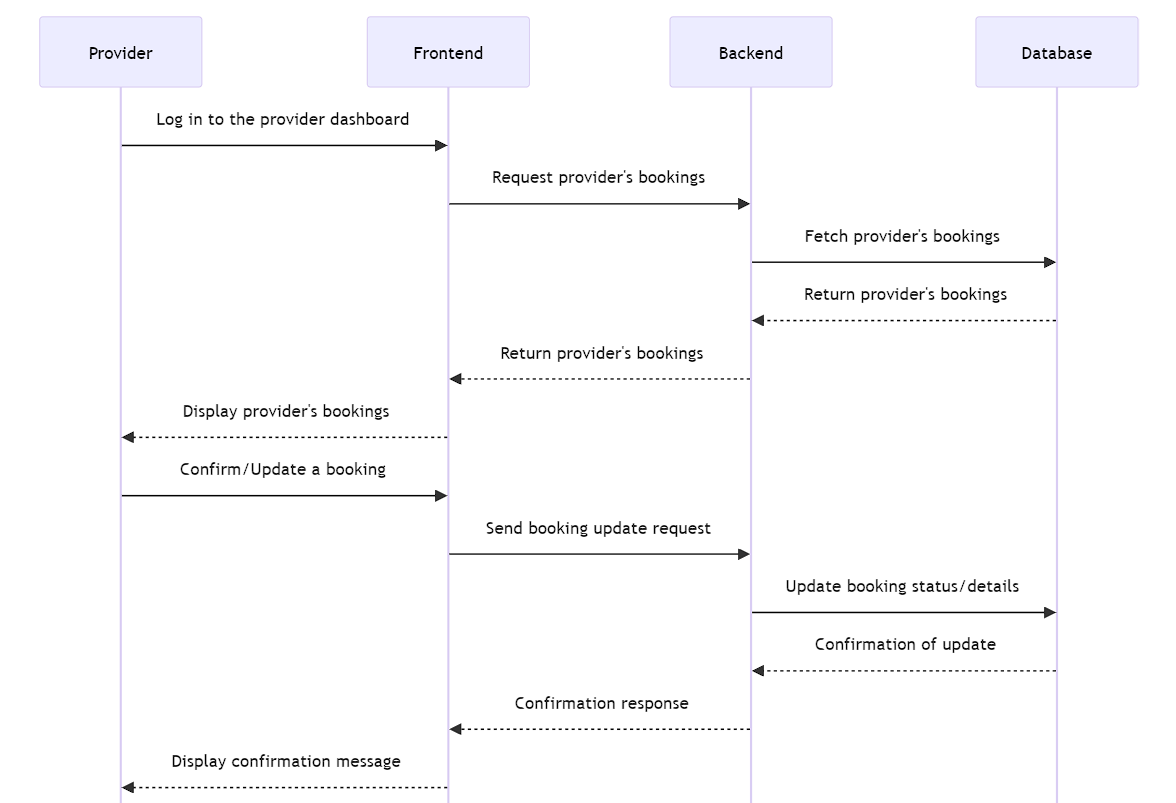 Provider
Frontend
Backend
Database
Log in to the provider dashboard
Request provider's bookings
Fetch provider's bookings
Return provider's bookings
Return provider's bookings
Display provider's bookings
Confirm/Update a booking
Send booking update request
Update booking status/details
Confirmation of update
Confirmation response
Display confirmation message